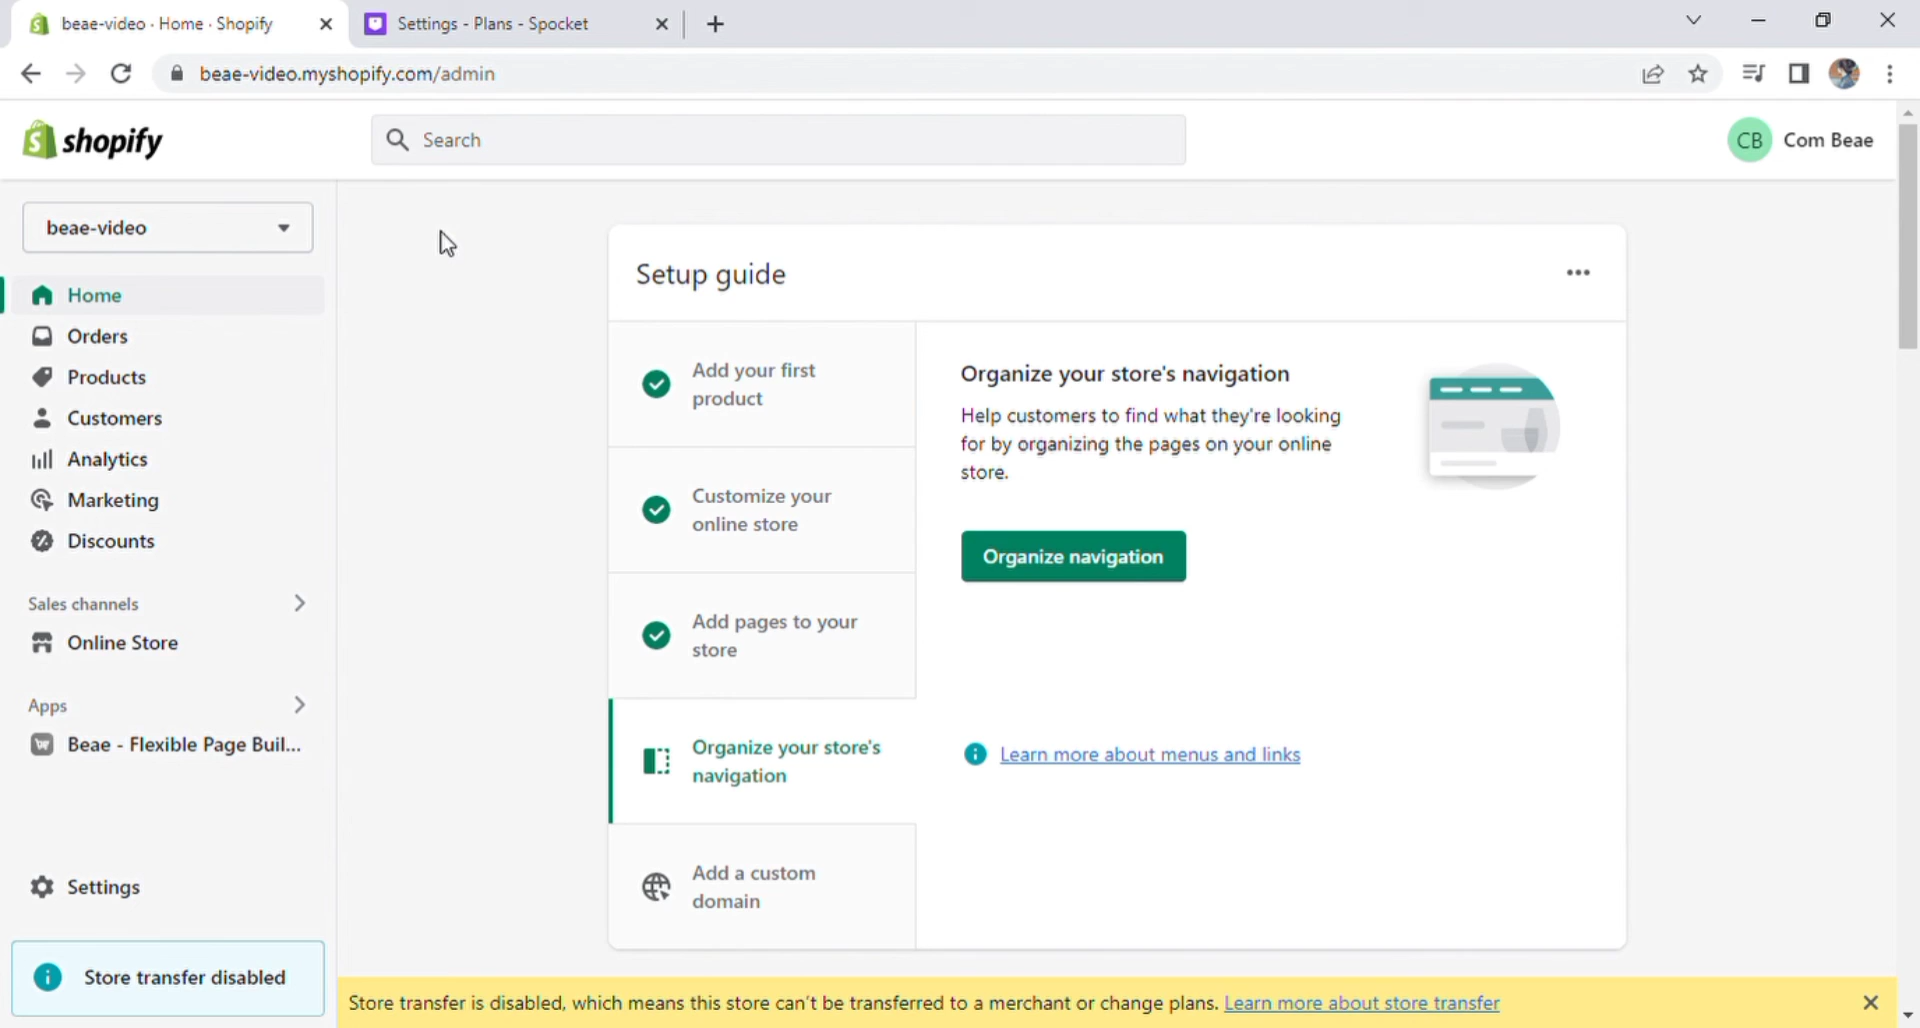 beae-video · Home · Shopify
Settings - Plans - Spocket
beae-video.myshopify.com/admin
shopify
Search
CB
Com Beae
beae-video
Home
Orders
Products
Customers
Analytics
Marketing
Discounts
Sales channels
Online Store
Apps
Beae - Flexible Page Buil...
Settings
Store transfer disabled
Setup guide
Add your first
product
Customize your
online store
Add pages to your
store
Organize your store's
navigation
Add a custom
domain
Organize your store's navigation
Help customers to find what they're looking
for by organizing the pages on your online
store.
Organize navigation
Learn more about menus and links
Store transfer is disabled, which means this store can't be transferred to a merchant or change plans. Learn more about store transfer